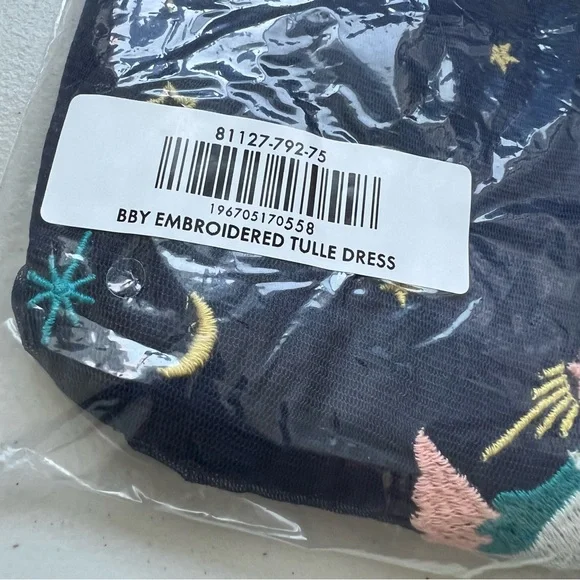 81127-792-75
196705170558
BBY EMBROIDERED TULLE DRESS